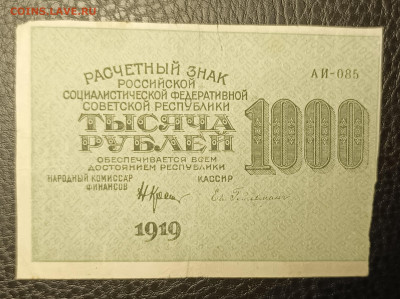 COINS.LAVE.RU
РАСЧЕТНЫЙ ЗНАК
РОССИЙСКОЙ
СОЦИАЛИСТИЧЕСКОЙ ФЕДЕРАТИВНОЙ
СОВЕТСКОЙ РЕСПУБЛИКИ
ТЫСЯЧА
РУБЛЕЙ
ОБЕСПЕЧИВАЕТСЯ ВСЕМ
ДОСТОЯНИЕМ РЕСПУБЛИКИ
НАРОДНЫЙ КОМИССАР
ФИНАНСОВ
КАССИР
1919
АИ-085
1000